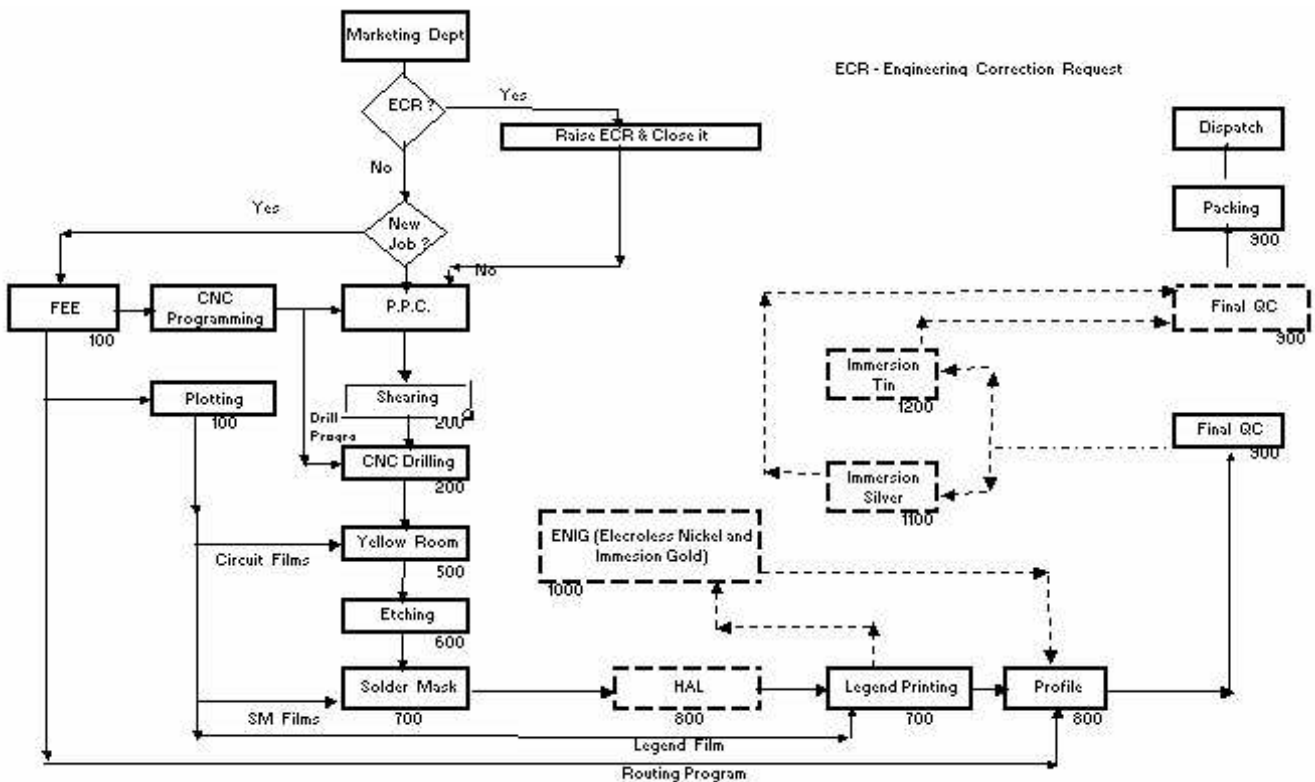 Marketing Dept
ECR - Engineering Correction Request
ECR ?
Yes
Raise ECR & Close it
Dispatch
No
Yes
New
Job ?
Packing
900
No
FEE
100
CNC
Programming
P.P.C.
Final QC
900
Plotting
100
Shearing
200
Immersion
Tin
1200
Drill
Progra
CNC Drilling
200
Final QC
900
Immersion
Silver
1100
Yellow Room
500
Circuit Films
ENIG (Elecroless Nickel and
Immesion Gold)
1000
Etching
600
Solder Mask
700
HAL
800
Legend Printing
700
Profile
800
SM Films
Legend Film
Routing Program